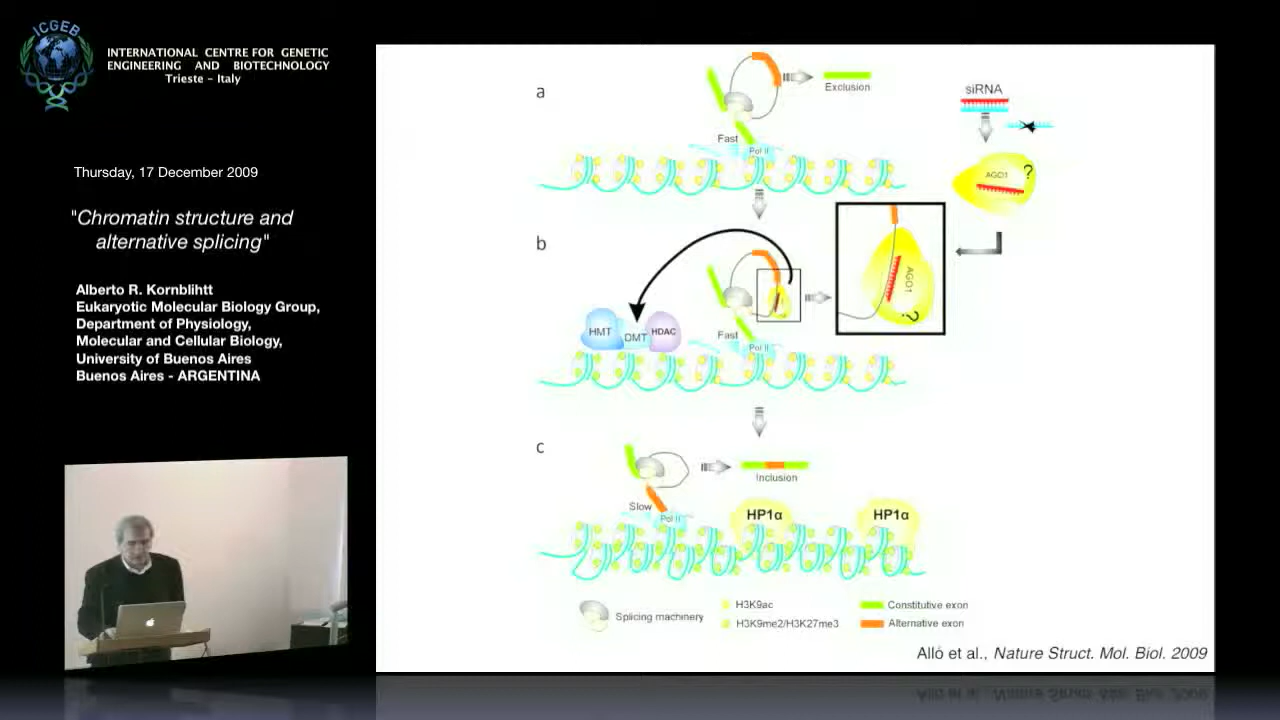 ICGEB
INTERNATIONAL CENTRE FOR GENETIC
ENGINEERING AND BIOTECHNOLOGY
Trieste - Italy
Thursday, 17 December 2009
"Chromatin structure and
alternative splicing"
Alberto R. Kornblihtt
Eukaryotic Molecular Biology Group,
Department of Physiology,
Molecular and Cellular Biology,
University of Buenos Aires
Buenos Aires - ARGENTINA
a
Exclusion
Fast
Pol II
siRNA
AGO1
?
b
HMT
DMT
HDAC
Fast
Pol II
AGO1
?
c
Inclusion
Slow
Pol II
HP1α
HP1α
Splicing machinery
H3K9ac
H3K9me2/H3K27me3
Constitutive exon
Alternative exon
Alló et al., Nature Struct. Mol. Biol. 2009